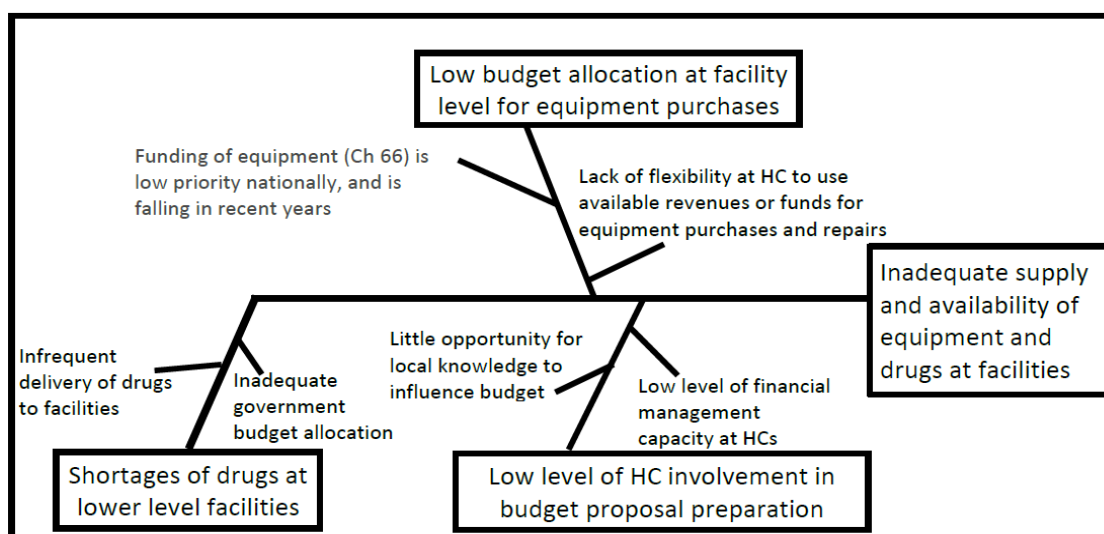 Low budget allocation at facility
level for equipment purchases
Funding of equipment (Ch 66) is
low priority nationally, and is
falling in recent years
Lack of flexibility at HC to use
available revenues or funds for
equipment purchases and repairs
Inadequate supply
and availability of
equipment and
drugs at facilities
Infrequent
delivery of drugs
to facilities
Inadequate
government
budget allocation
Little opportunity for
local knowledge to
influence budget
Low level of financial
management
capacity at HCs
Shortages of drugs at
lower level facilities
Low level of HC involvement in
budget proposal preparation